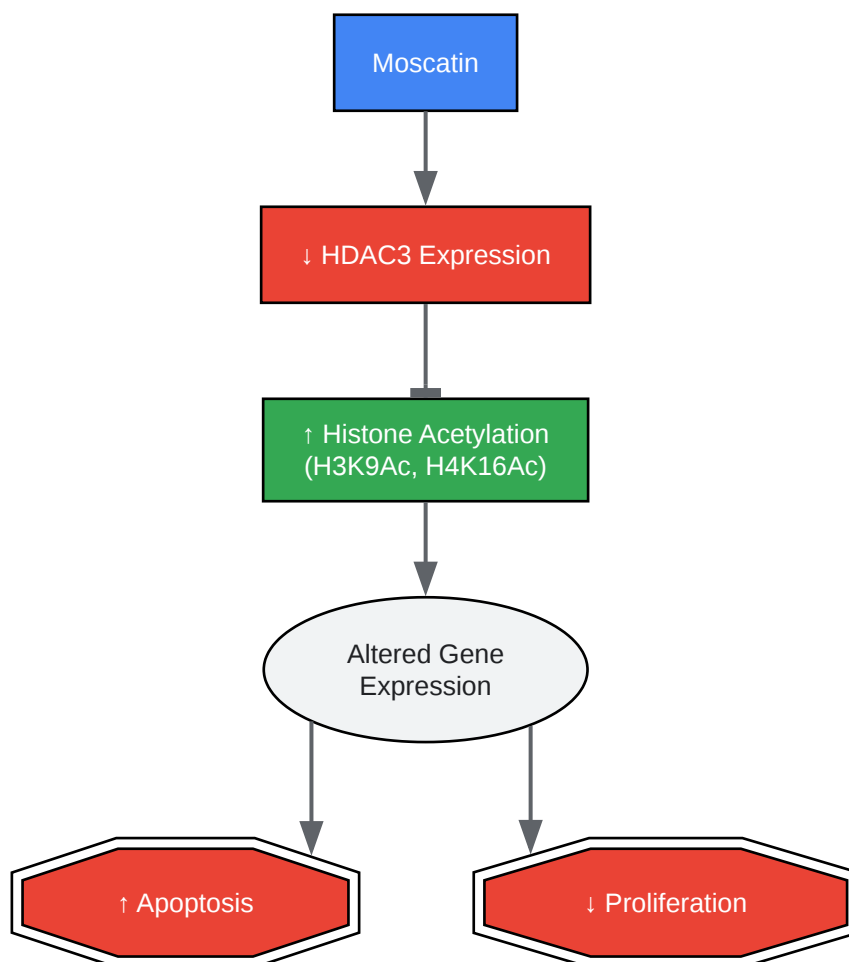 Moscatin
↓ HDAC3 Expression
↑ Histone Acetylation
(H3K9Ac, H4K16Ac)
Altered Gene
Expression
↑ Apoptosis
↓ Proliferation